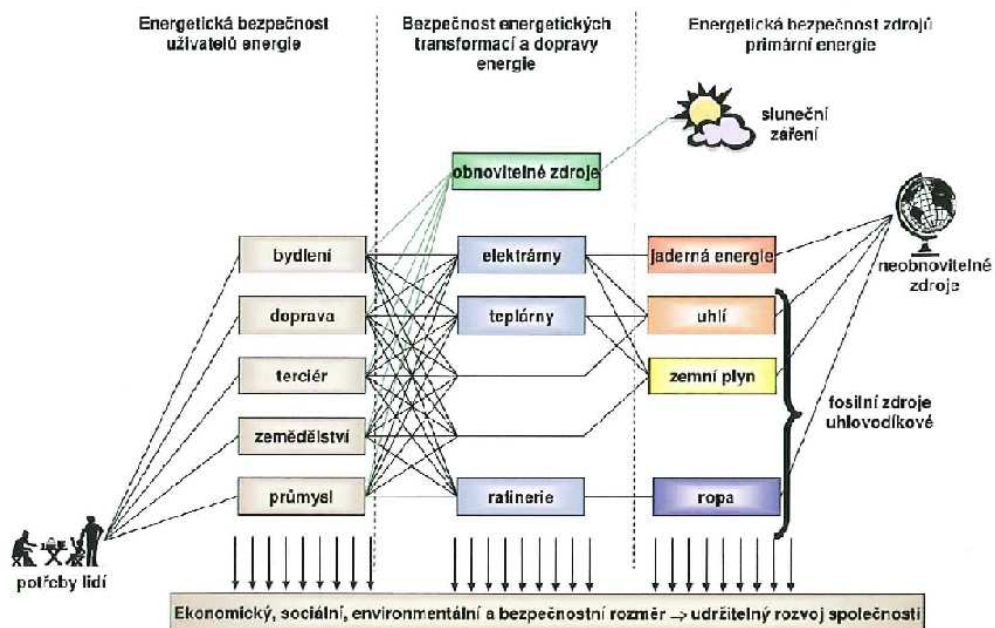 Energetická bezpečnost
uživatelů energie
Bezpečnost energetických
transformací a dopravy
energie
Energetická bezpečnost zdrojů
primární energie
sluneční
záření
obnovitelné zdroje
bydlení
elektrárny
jaderná energie
neobnovitelné
zdroje
doprava
teplárny
uhlí
terciér
zemní plyn
fosilní zdroje
uhlovodíkové
zemědělství
průmysl
rafinerie
ropa
potřeby lidí
Ekonomický, sociální, environmentální a bezpečnostní rozměr → udržitelný rozvoj společnosti